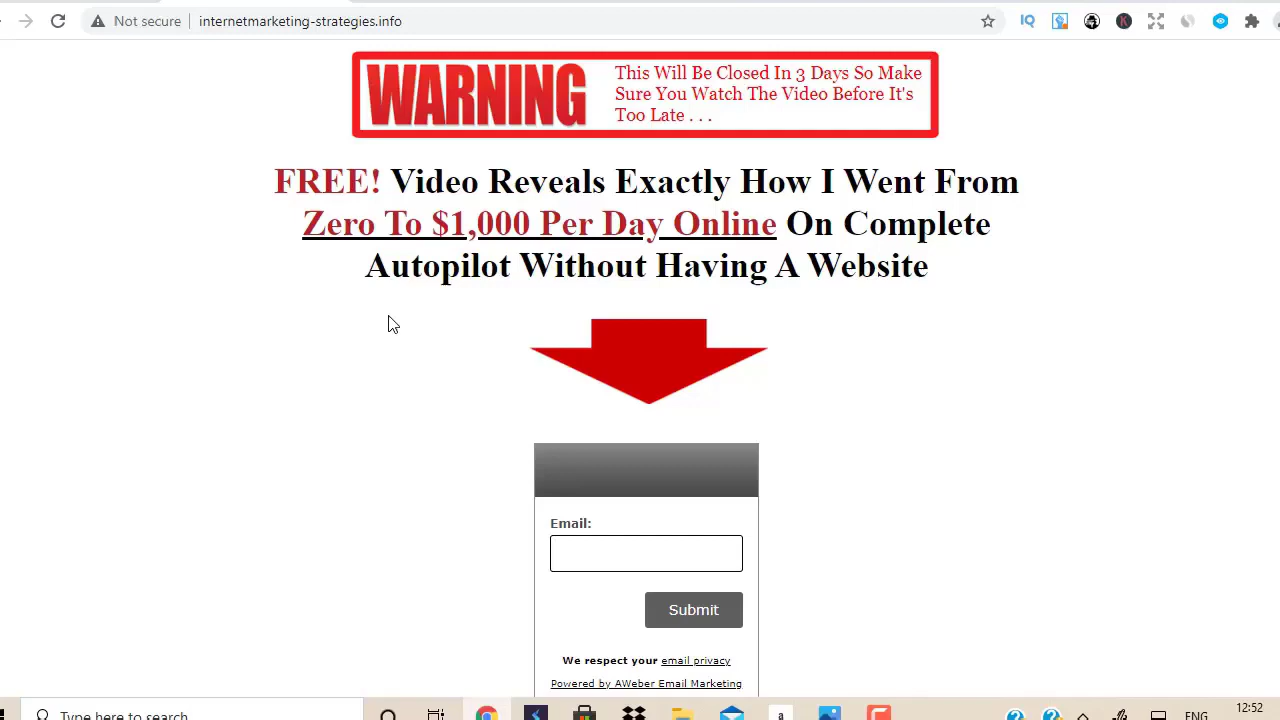 Not secure
internetmarketing-strategies.info
IQ
K
WARNING
This Will Be Closed In 3 Days So Make
Sure You Watch The Video Before It's
Too Late . . .
FREE! Video Reveals Exactly How I Went From
Zero To $1,000 Per Day Online On Complete
Autopilot Without Having A Website
Email:
Submit
We respect your email privacy
Powered by AWeber Email Marketing
Type here to search
a
ENG
12:52